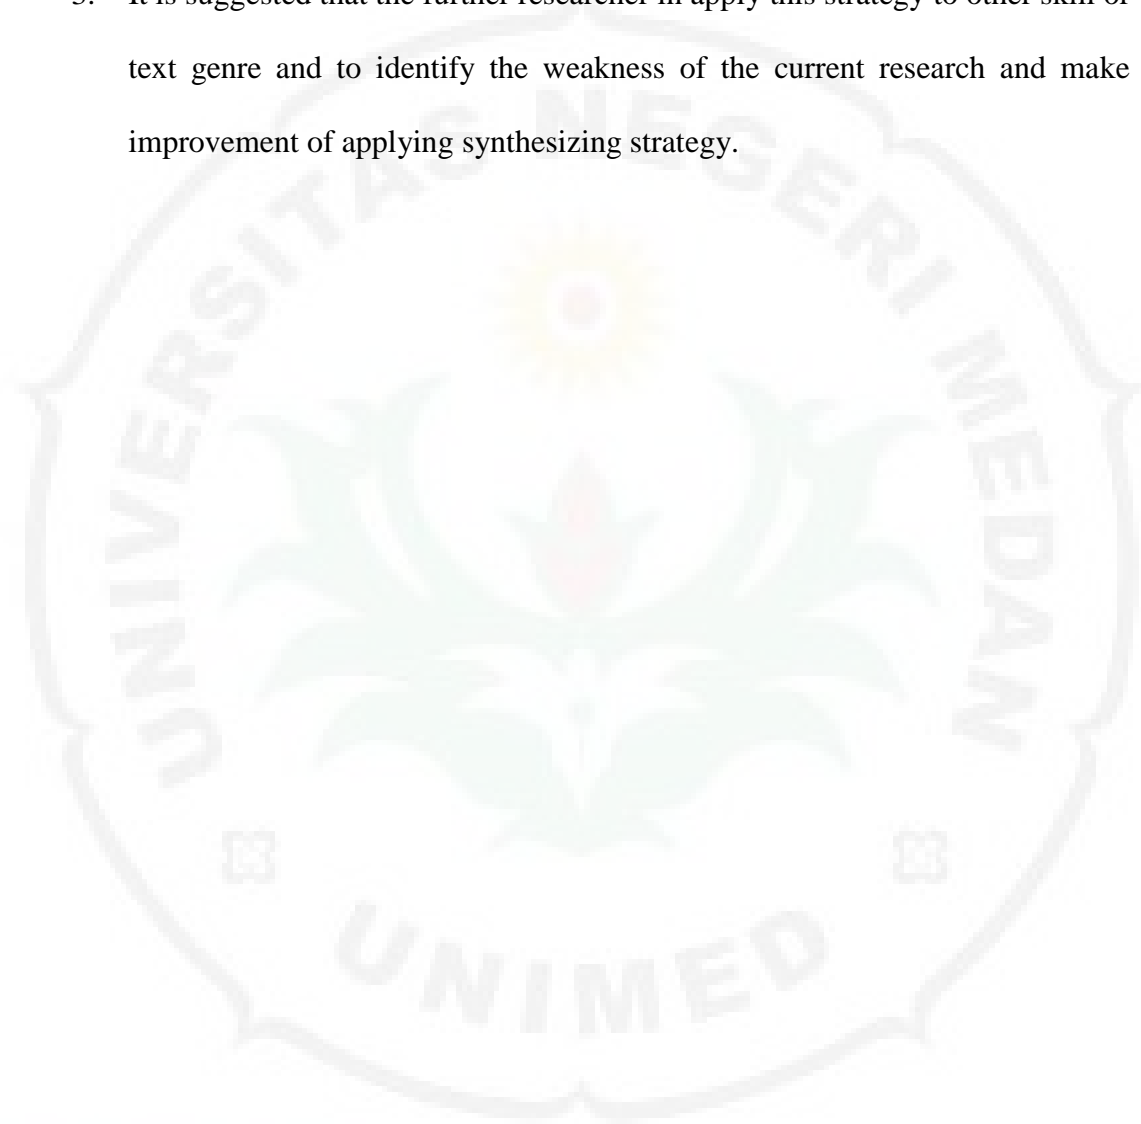 3. It is suggested that the further researcher in apply this strategy to other skill or
text genre and to identify the weakness of the current research and make
improvement of applying synthesizing strategy.
UNIVERSITAS NEGERI MEDAN
UNIMED